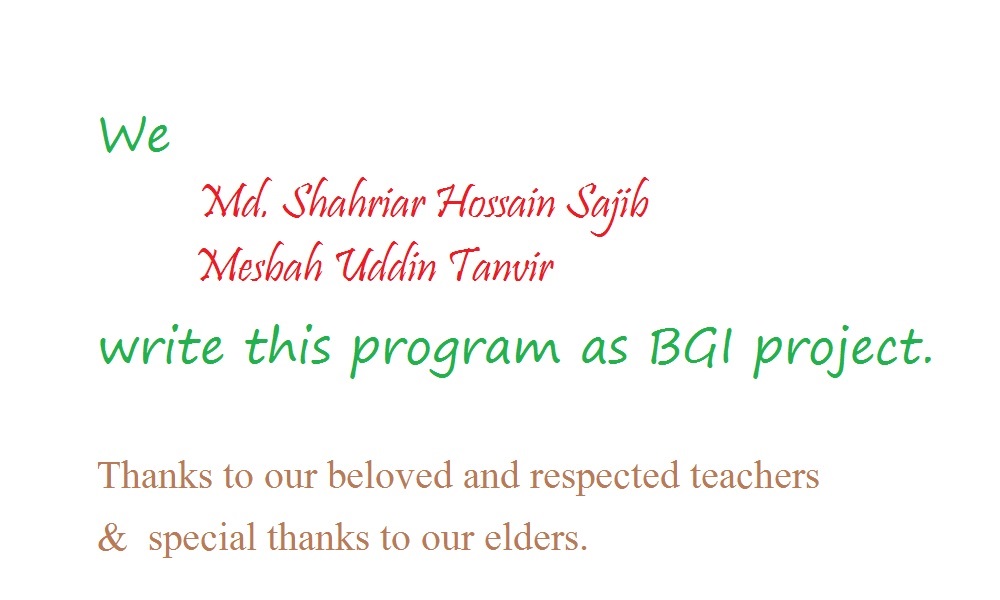 We
Md. Shahriar Hossain Sajib
Mesbah Uddin Tanvir
write this program as BGI project.
Thanks to our beloved and respected teachers
& special thanks to our elders.